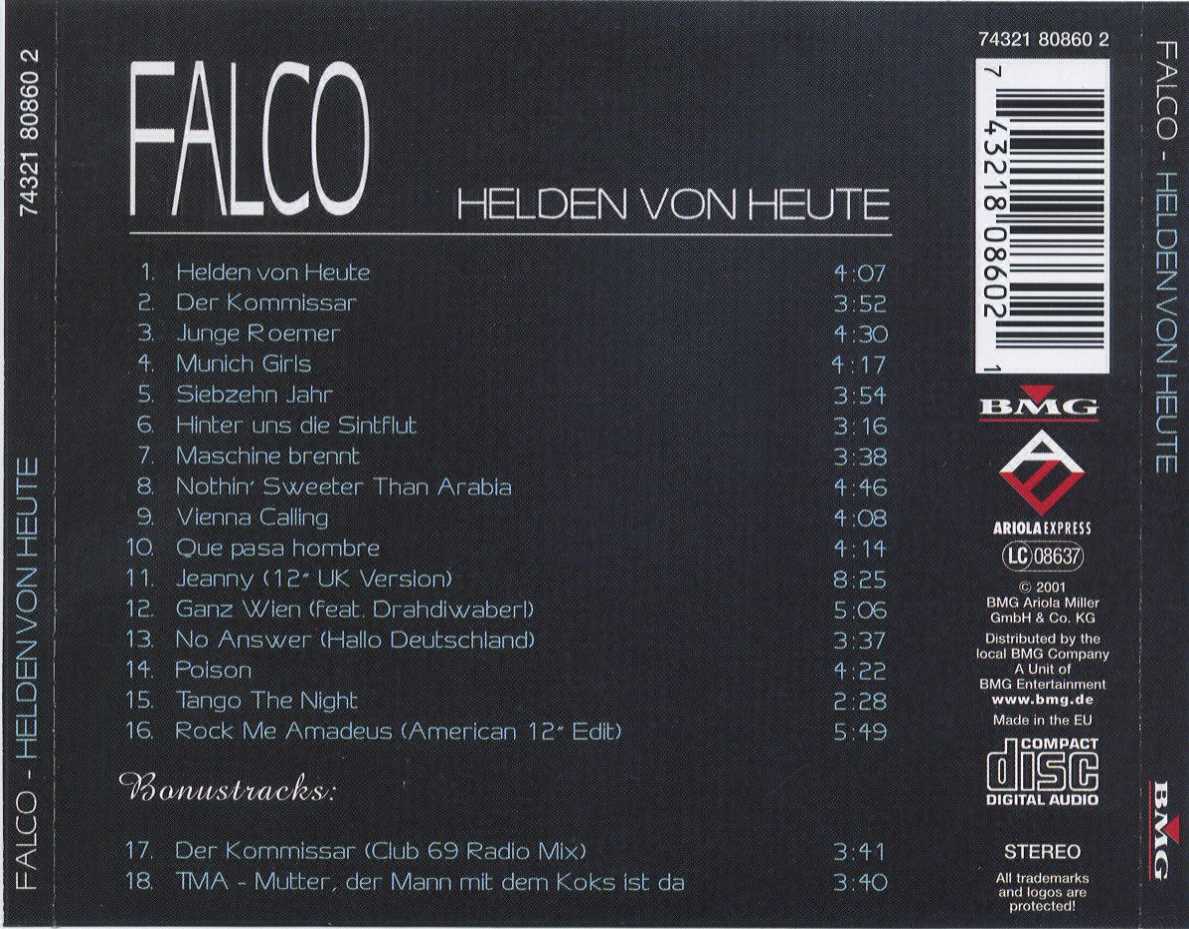 74321 80860 2
FALCO - HELDEN VON HEUTE
FALCO
HELDEN VON HEUTE
1. Helden von Heute 4:07
2. Der Kommissar 3:52
3. Junge Roemer 4:30
4. Munich Girls 4:17
5. Siebzehn Jahr 3:54
6. Hinter uns die Sintflut 3:16
7. Maschine brennt 3:38
8. Nothin' Sweeter Than Arabia 4:46
9. Vienna Calling 4:08
10. Que pasa hombre 4:14
11. Jeanny (12" UK Version) 8:25
12. Ganz Wien (feat. Drahdiwaberl) 5:06
13. No Answer (Hallo Deutschland) 3:37
14. Poison 4:22
15. Tango The Night 2:28
16. Rock Me Amadeus (American 12" Edit) 5:49
Bonustracks:
17. Der Kommissar (Club 69 Radio Mix) 3:41
18. TMA - Mutter, der Mann mit dem Koks ist da 3:40
74321 80860 2
7 43218 08602 1
BMG
AE
ARIOLA EXPRESS
LC 08637
© 2001
BMG Ariola Miller
GmbH & Co. KG
Distributed by the
local BMG Company
A Unit of
BMG Entertainment
www.bmg.de
Made in the EU
COMPACT
disc
DIGITAL AUDIO
STEREO
All trademarks
and logos are
protected!
FALCO - HELDEN VON HEUTE
BMG